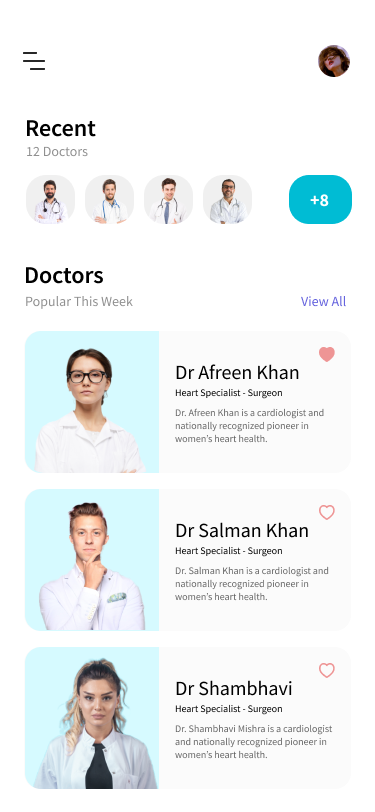 Recent
12 Doctors
+8
Doctors
Popular This Week
View All
Dr Afreen Khan
Heart Specialist - Surgeon
Dr. Afreen Khan is a cardiologist and
nationally recognized pioneer in
women's heart health.
Dr Salman Khan
Heart Specialist - Surgeon
Dr. Salman Khan is a cardiologist and
nationally recognized pioneer in
women's heart health.
Dr Shambhavi
Heart Specialist - Surgeon
Dr. Shambhavi Mishra is a cardiologist
and nationally recognized pioneer in
women's heart health.